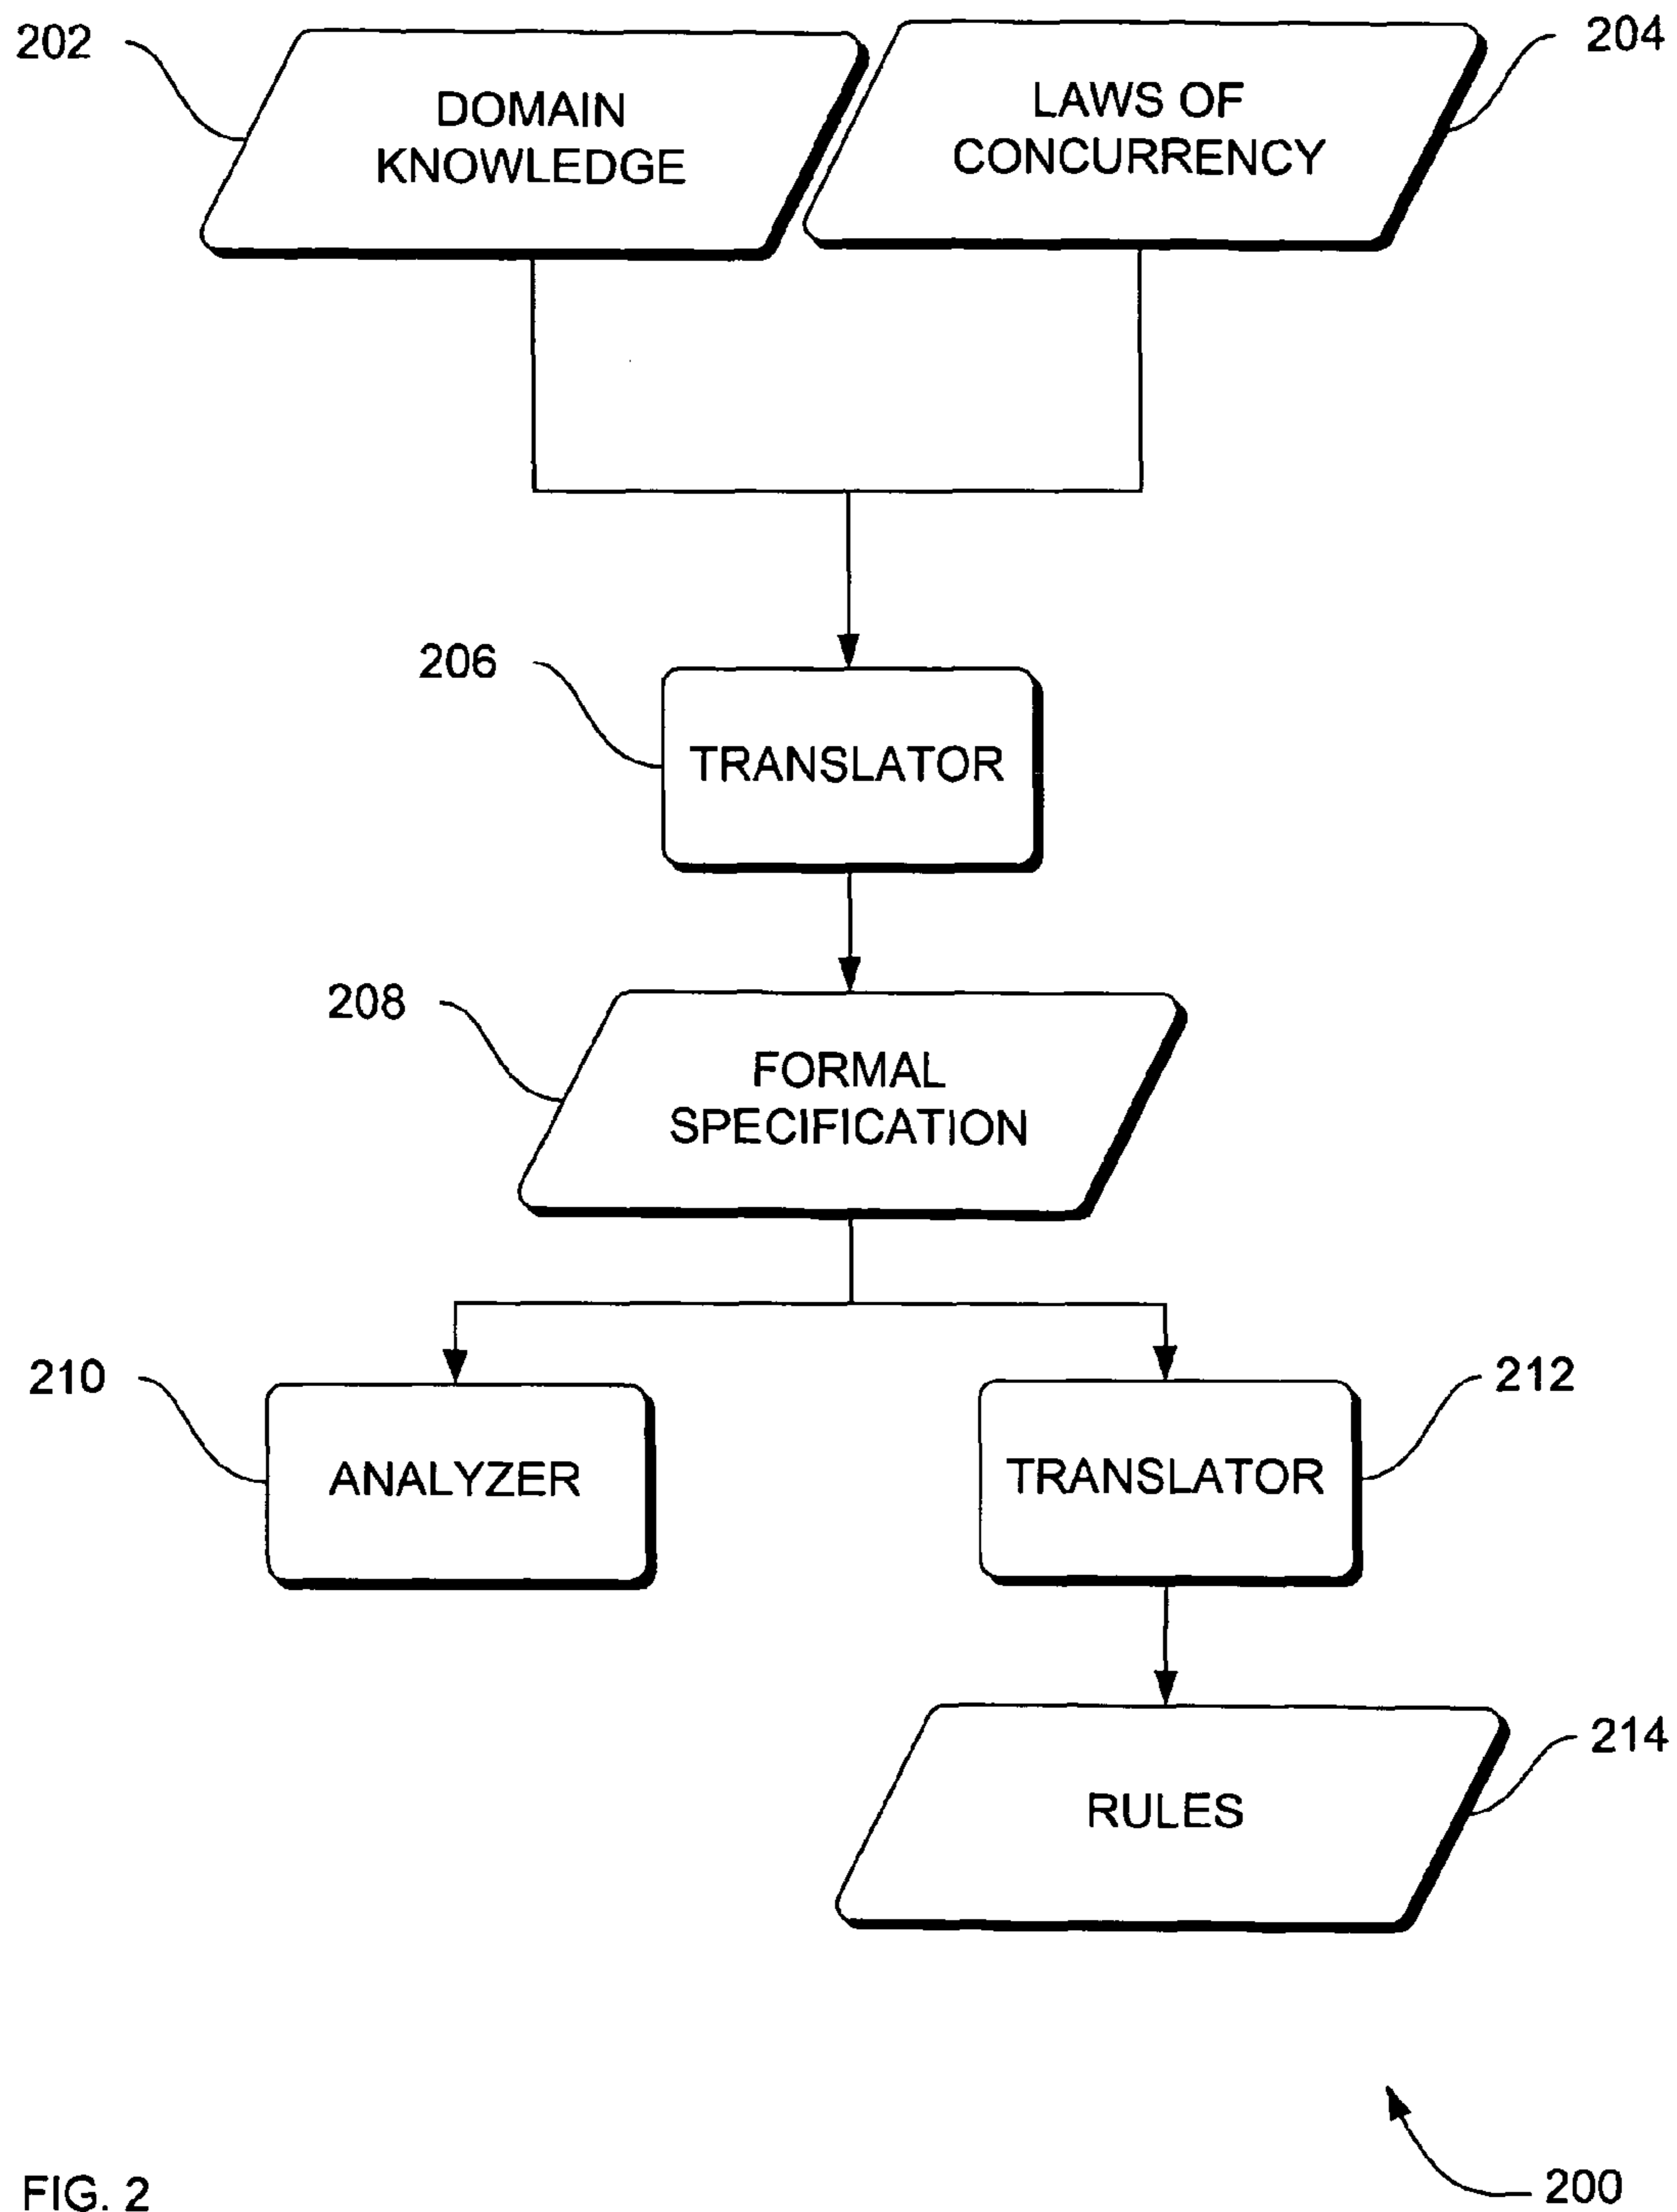 202
204
DOMAIN
KNOWLEDGE
LAWS OF
CONCURRENCY
206
TRANSLATOR
208
FORMAL
SPECIFICATION
210
212
ANALYZER
TRANSLATOR
214
RULES
200
FIG. 2